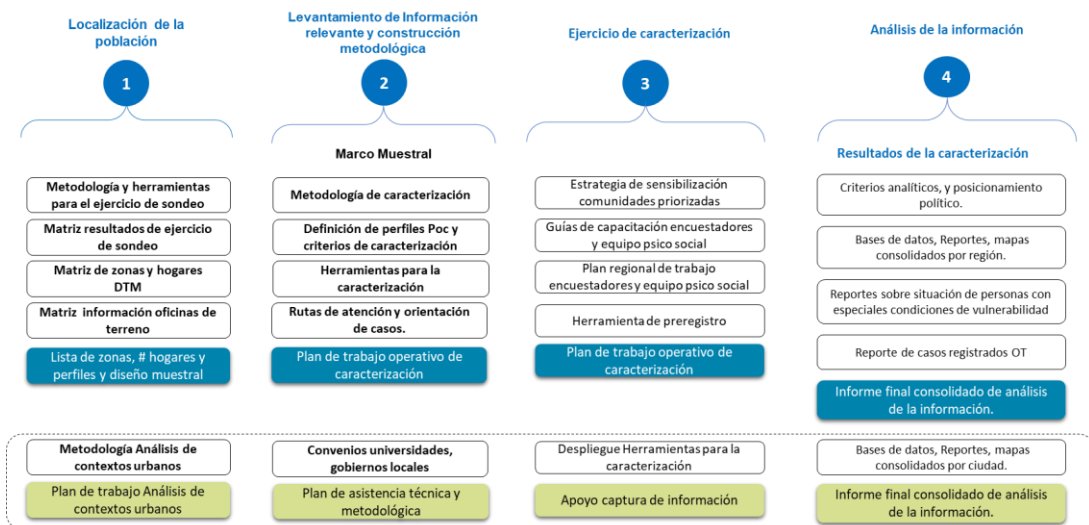 Localización de la
población
1
Metodología y herramientas
para el ejercicio de sondeo
Matriz resultados de ejercicio
de sondeo
Matriz de zonas y hogares
DTM
Matriz información oficinas de
terreno
Lista de zonas, # hogares y
perfiles y diseño muestral
Metodología Análisis de
contextos urbanos
Plan de trabajo Análisis de
contextos urbanos
Levantamiento de Información
relevante y construcción
metodológica
2
Marco Muestral
Metodología de caracterización
Definición de perfiles Poc y
criterios de caracterización
Herramientas para la
caracterización
Rutas de atención y orientación
de casos.
Plan de trabajo operativo de
caracterización
Convenios universidades,
gobiernos locales
Plan de asistencia técnica y
metodológica
Ejercicio de caracterización
3
Estrategia de sensibilización
comunidades priorizadas
Guías de capacitación encuestadores
y equipo psico social
Plan regional de trabajo
encuestadores y equipo psico social
Herramienta de preregistro
Plan de trabajo operativo de
caracterización
Despliegue Herramientas para la
caracterización
Apoyo captura de información
Análisis de la información
4
Resultados de la caracterización
Criterios analíticos, y posicionamiento
político.
Bases de datos, Reportes, mapas
consolidados por región.
Reportes sobre situación de personas con
especiales condiciones de vulnerabilidad
Reporte de casos registrados OT
Informe final consolidado de análisis
de la información.
Bases de datos, Reportes, mapas
consolidados por ciudad.
Informe final consolidado de análisis
de la información.